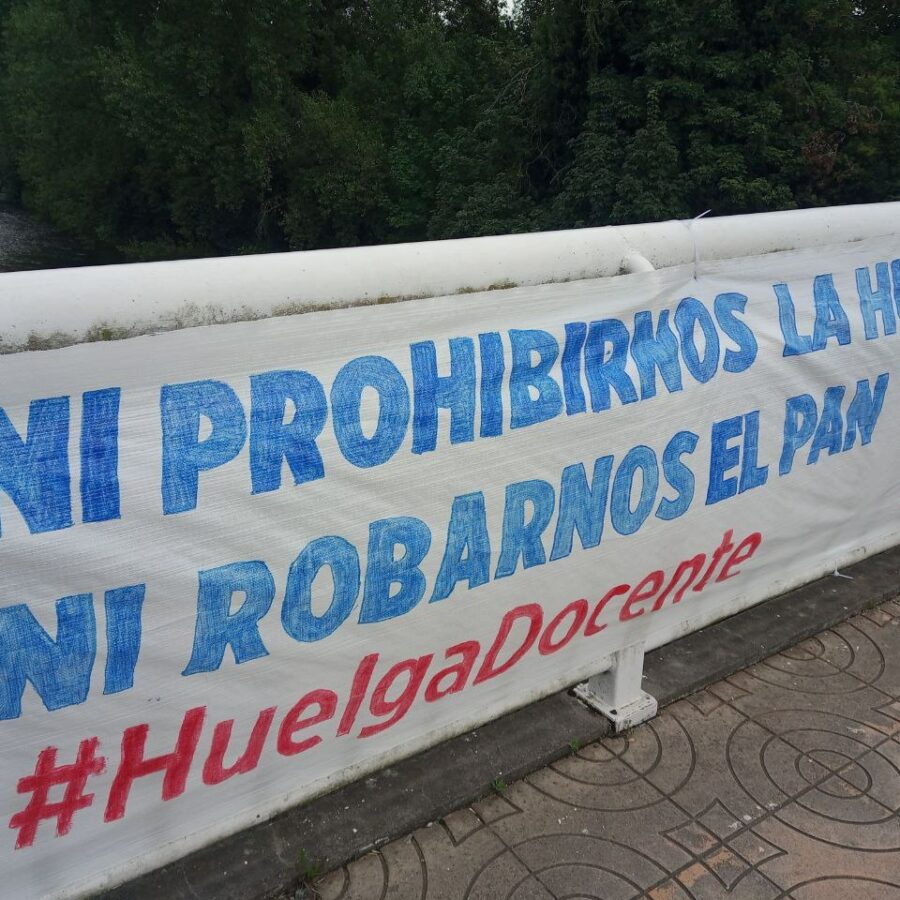 NI PROHIBIRNOS LA
NI ROBARNOS EL PAN
#HuelgaDocente